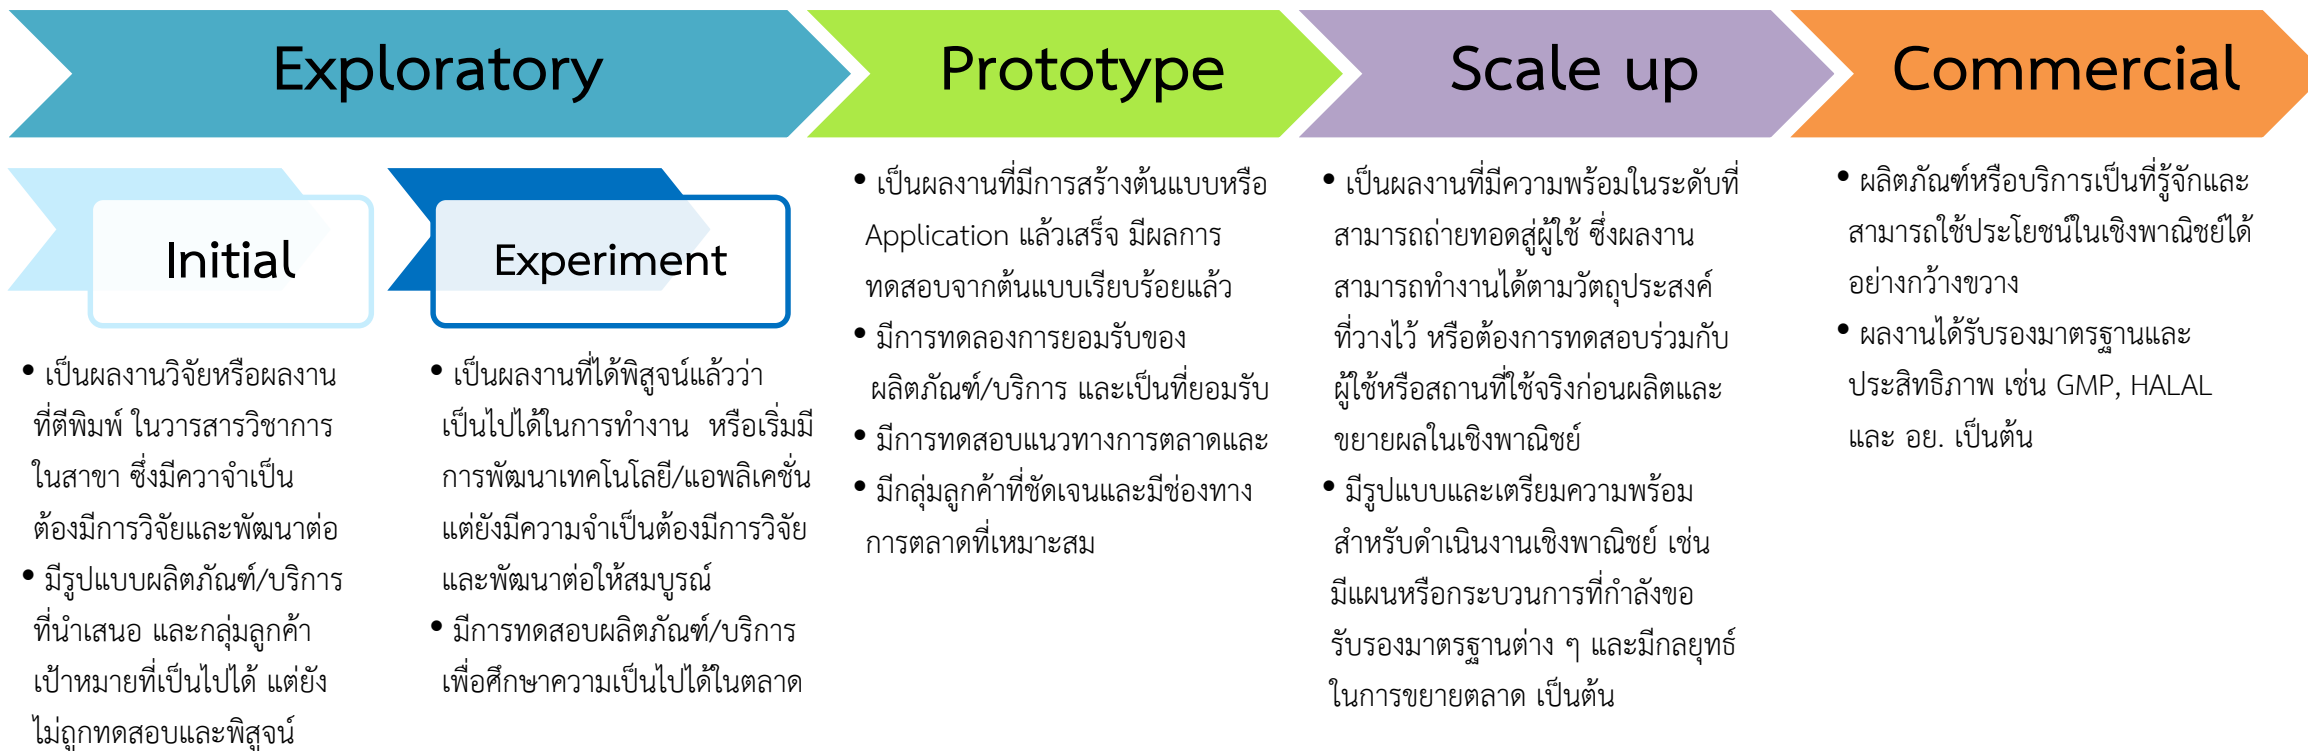 Exploratory
Prototype
Scale up
Commercial
Initial
• เป็นผลงานวิจัยหรือผลงาน
ที่ตีพิมพ์ ในวารสารวิชาการ
ในสาขา ซึ่งมีควาจำเป็น
ต้องมีการวิจัยและพัฒนาต่อ
• มีรูปแบบผลิตภัณฑ์/บริการ
ที่นำเสนอ และกลุ่มลูกค้า
เป้าหมายที่เป็นไปได้ แต่ยัง
ไม่ถูกทดสอบและพิสูจน์
Experiment
• เป็นผลงานที่ได้พิสูจน์แล้วว่า
เป็นไปได้ในการทำงาน หรือเริ่มมี
การพัฒนาเทคโนโลยี/แอพลิเคชั่น
แต่ยังมีความจำเป็นต้องมีการวิจัย
และพัฒนาต่อให้สมบูรณ์
• มีการทดสอบผลิตภัณฑ์/บริการ
เพื่อศึกษาความเป็นไปได้ในตลาด
• เป็นผลงานที่มีการสร้างต้นแบบหรือ
Application แล้วเสร็จ มีผลการ
ทดสอบจากต้นแบบเรียบร้อยแล้ว
• มีการทดลองการยอมรับของ
ผลิตภัณฑ์/บริการ และเป็นที่ยอมรับ
• มีการทดสอบแนวทางการตลาดและ
• มีกลุ่มลูกค้าที่ชัดเจนและมีช่องทาง
การตลาดที่เหมาะสม
• เป็นผลงานที่มีความพร้อมในระดับที่
สามารถถ่ายทอดสู่ผู้ใช้ ซึ่งผลงาน
สามารถทำงานได้ตามวัตถุประสงค์
ที่วางไว้ หรือต้องการทดสอบร่วมกับ
ผู้ใช้หรือสถานที่ใช้จริงก่อนผลิตและ
ขยายผลในเชิงพาณิชย์
• มีรูปแบบและเตรียมความพร้อม
สำหรับดำเนินงานเชิงพาณิชย์ เช่น
มีแผนหรือกระบวนการที่กำลังขอ
รับรองมาตรฐานต่าง ๆ และมีกลยุทธ์
ในการขยายตลาด เป็นต้น
• ผลิตภัณฑ์หรือบริการเป็นที่รู้จักและ
สามารถใช้ประโยชน์ในเชิงพาณิชย์ได้
อย่างกว้างขวาง
• ผลงานได้รับรองมาตรฐานและ
ประสิทธิภาพ เช่น GMP, HALAL
และ อย. เป็นต้น